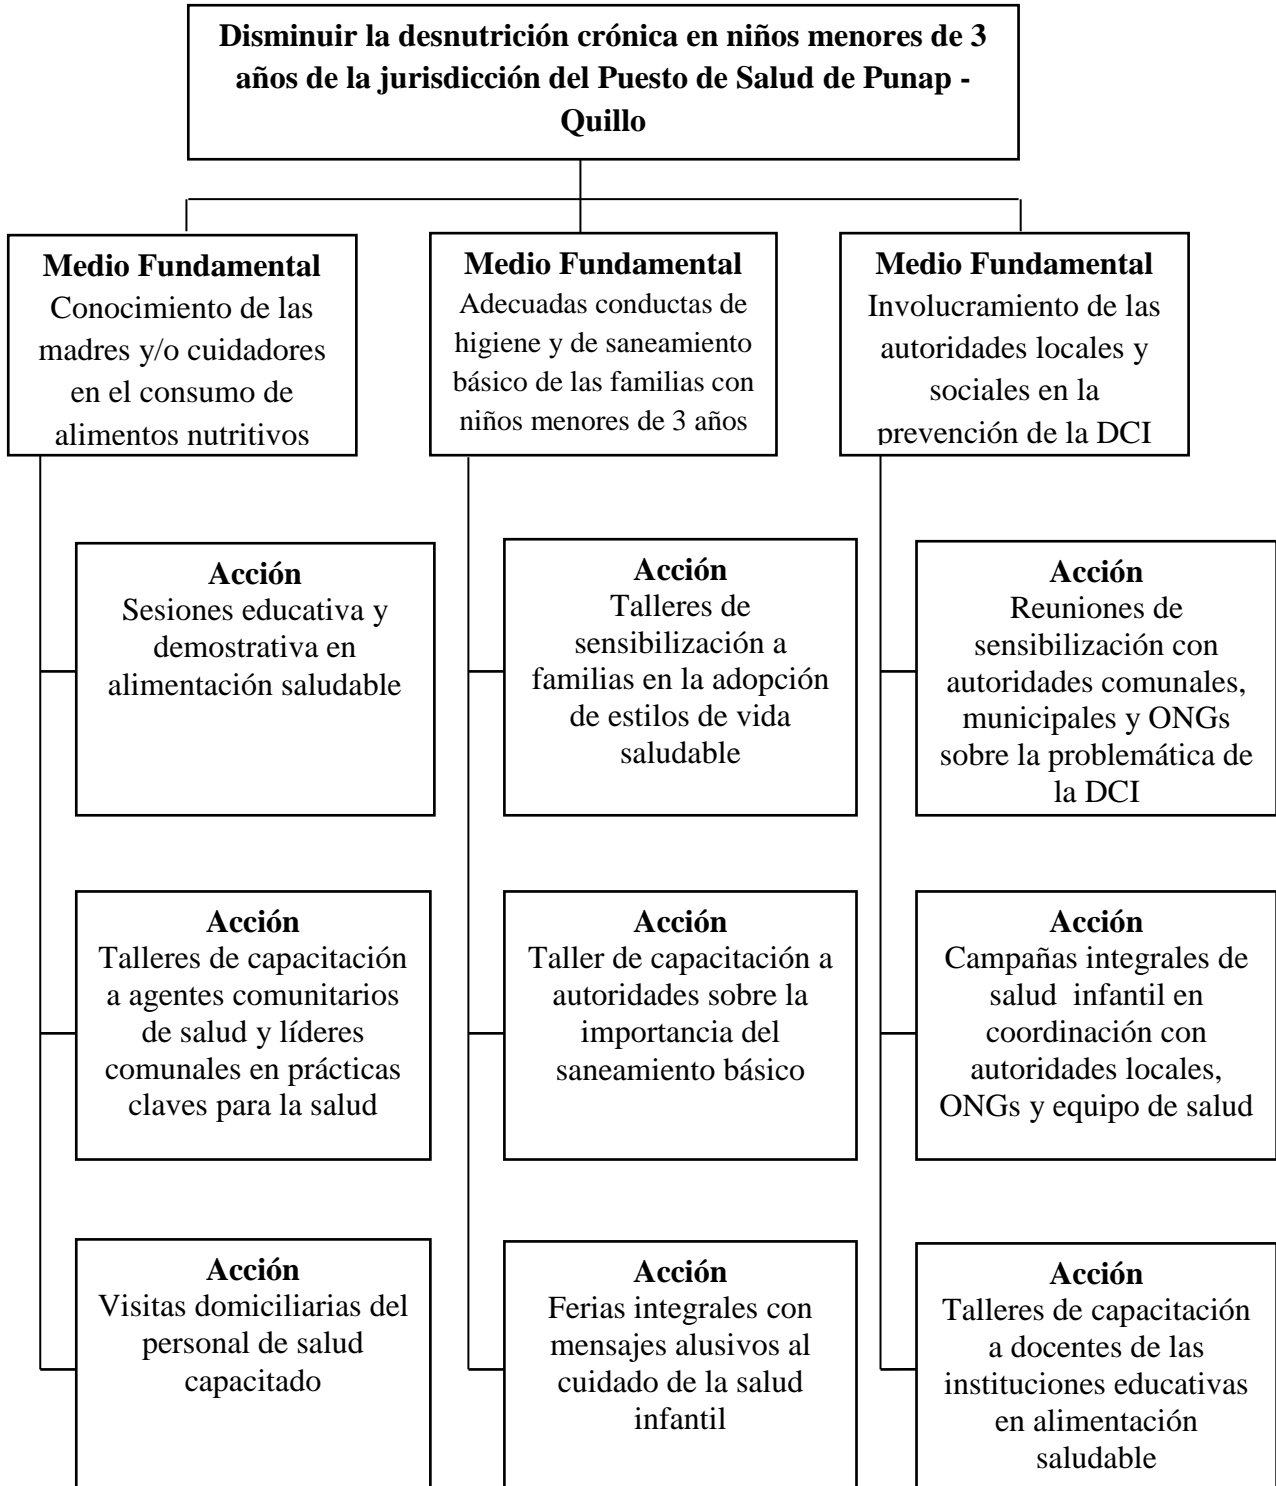 Disminuir la desnutrición crónica en niños menores de 3
años de la jurisdicción del Puesto de Salud de Punap -
Quillo
Medio Fundamental
Conocimiento de las
madres y/o cuidadores
en el consumo de
alimentos nutritivos
Medio Fundamental
Adecuadas conductas de
higiene y de saneamiento
básico de las familias con
niños menores de 3 años
Medio Fundamental
Involucramiento de las
autoridades locales y
sociales en la
prevención de la DCI
Acción
Sesiones educativa y
demostrativa en
alimentación saludable
Acción
Talleres de
sensibilización a
familias en la adopción
de estilos de vida
saludable
Acción
Reuniones de
sensibilización con
autoridades comunales,
municipales y ONGs
sobre la problemática de
la DCI
Acción
Talleres de capacitación
a agentes comunitarios
de salud y líderes
comunales en prácticas
claves para la salud
Acción
Taller de capacitación a
autoridades sobre la
importancia del
saneamiento básico
Acción
Campañas integrales de
salud  infantil en
coordinación con
autoridades locales,
ONGs y equipo de salud
Acción
Visitas domiciliarias del
personal de salud
capacitado
Acción
Ferias integrales con
mensajes alusivos al
cuidado de la salud
infantil
Acción
Talleres de capacitación
a docentes de las
instituciones educativas
en alimentación
saludable